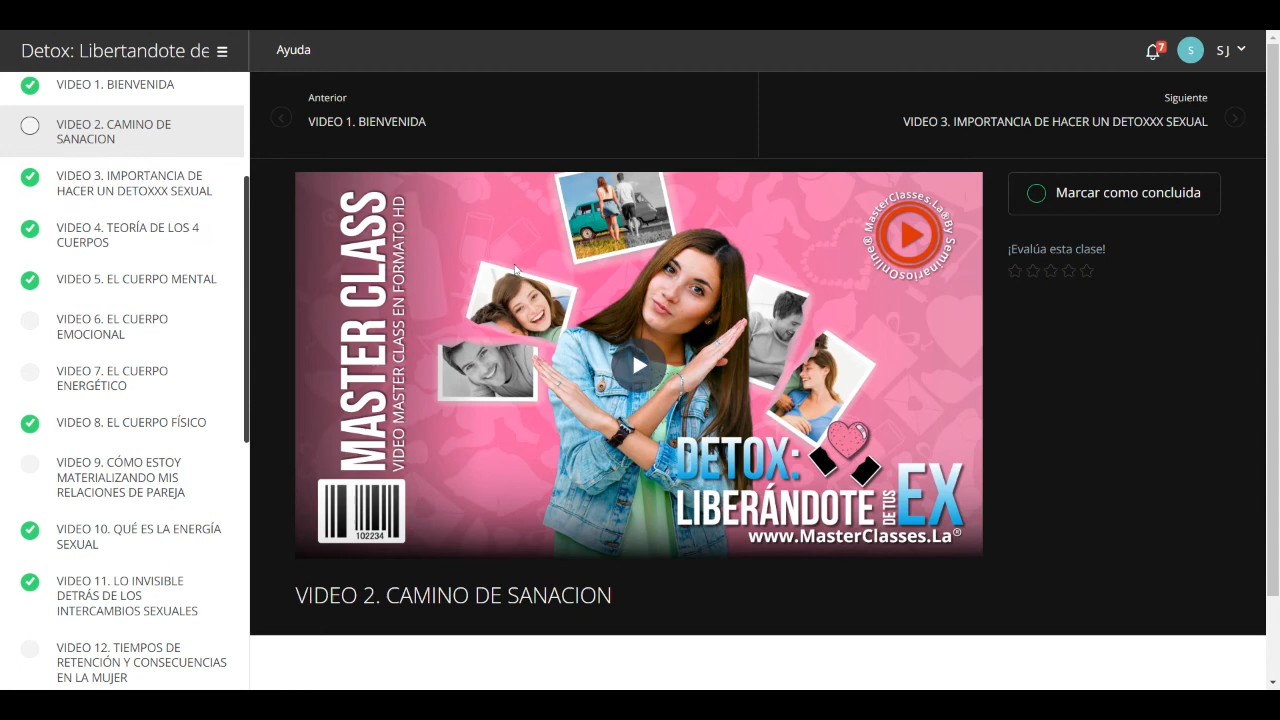 Detox: Libertandote de
Ayuda
7
S
S J
VIDEO 1. BIENVENIDA
VIDEO 2. CAMINO DE
SANACION
VIDEO 3. IMPORTANCIA DE
HACER UN DETOXXX SEXUAL
VIDEO 4. TEORÍA DE LOS 4
CUERPOS
VIDEO 5. EL CUERPO MENTAL
VIDEO 6. EL CUERPO
EMOCIONAL
VIDEO 7. EL CUERPO
ENERGÉTICO
VIDEO 8. EL CUERPO FÍSICO
VIDEO 9. CÓMO ESTOY
MATERIALIZANDO MIS
RELACIONES DE PAREJA
VIDEO 10. QUÉ ES LA ENERGÍA
SEXUAL
VIDEO 11. LO INVISIBLE
DETRÁS DE LOS
INTERCAMBIOS SEXUALES
VIDEO 12. TIEMPOS DE
RETENCIÓN Y CONSECUENCIAS
EN LA MUJER
Anterior
VIDEO 1. BIENVENIDA
Siguiente
VIDEO 3. IMPORTANCIA DE HACER UN DETOXXX SEXUAL
MASTER CLASS
VIDEO MASTER CLASS EN FORMATO HD
102234
MasterClasses.La®By SeminariosOnline®
DETOX:
LIBERÁNDOTE DE TUS EX
www.MasterClasses.La®
Marcar como concluida
¡Evalúa esta clase!
VIDEO 2. CAMINO DE SANACION